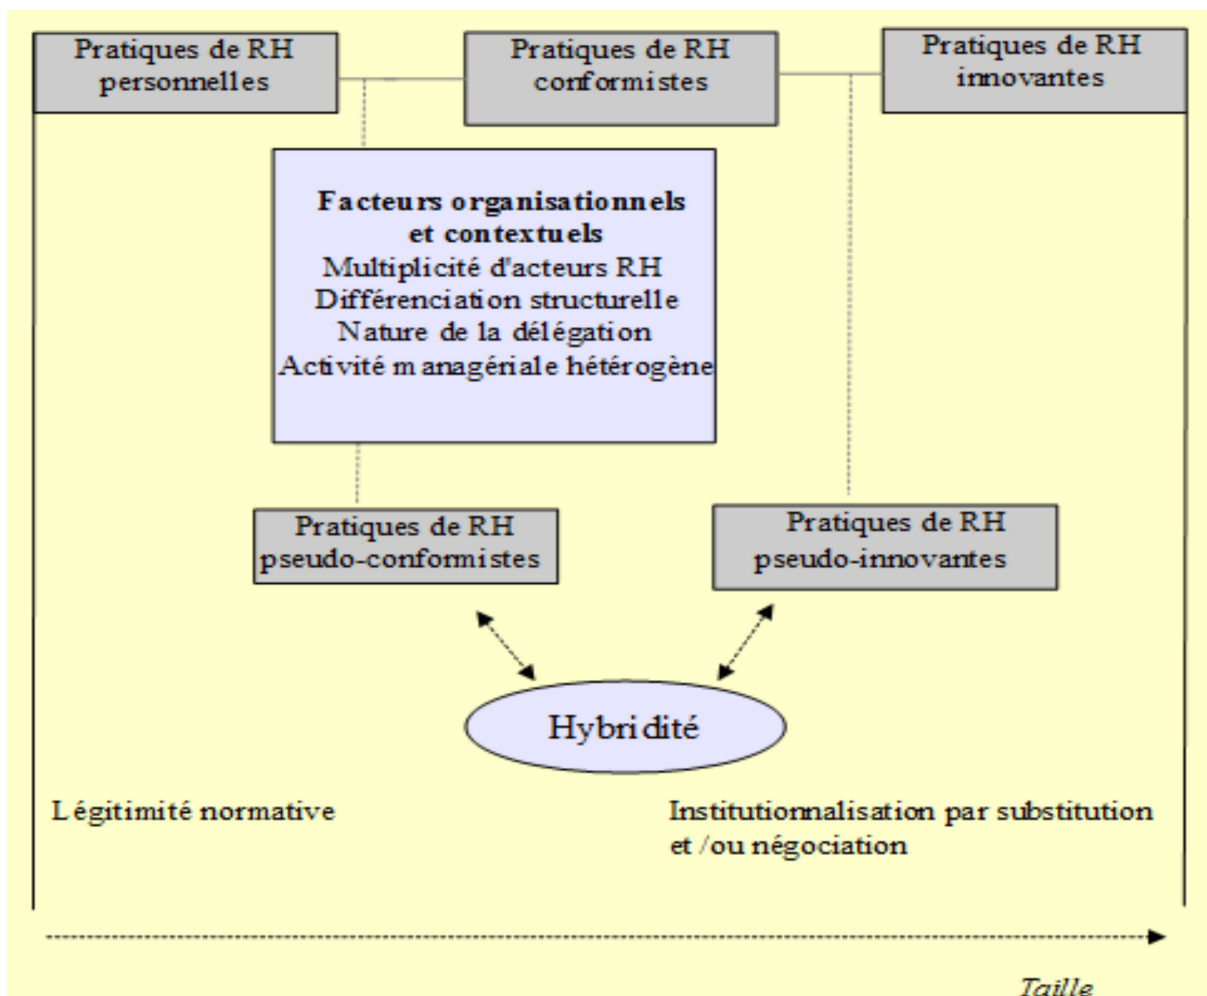 Pratiques de RH
personnelles
Pratiques de RH
conformistes
Pratiques de RH
innovantes
Facteurs organisationnels
et contextuels
Multiplicité d'acteurs RH
Différenciation structurelle
Nature de la délégation
Activité managériale hétérogène
Pratiques de RH
pseudo-conformistes
Pratiques de RH
pseudo-innovantes
Hybridité
Légitimité normative
Institutionnalisation par substitution
et /ou négociation
Taille